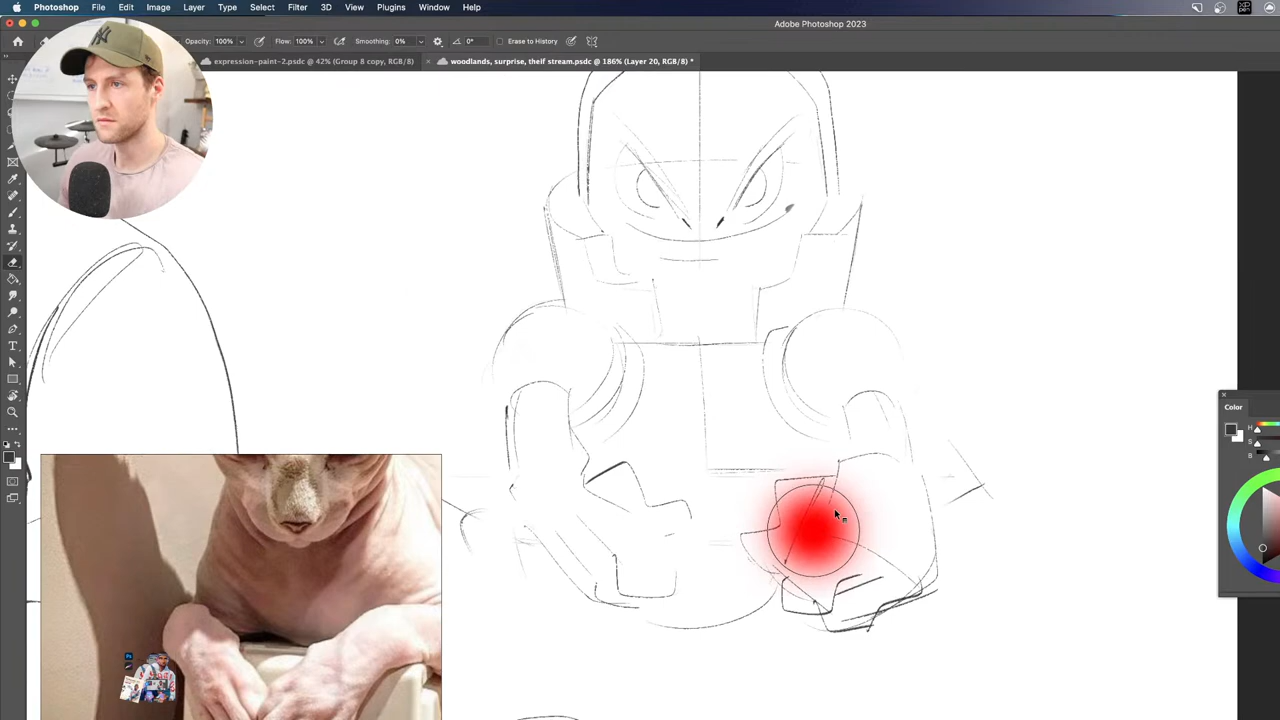 Photoshop File Edit Image Layer Type Select Filter 3D View Plugins Window Help
Adobe Photoshop 2023
Opacity: 100% Flow: 100% Smoothing: 0% 0° Erase to History
expression-paint-2.psdc @ 42% (Group 8 copy, RGB/8) woodlands, surprise, theif stream.psdc @ 186% (Layer 20, RGB/8) *
Color
H
S
B
Ps